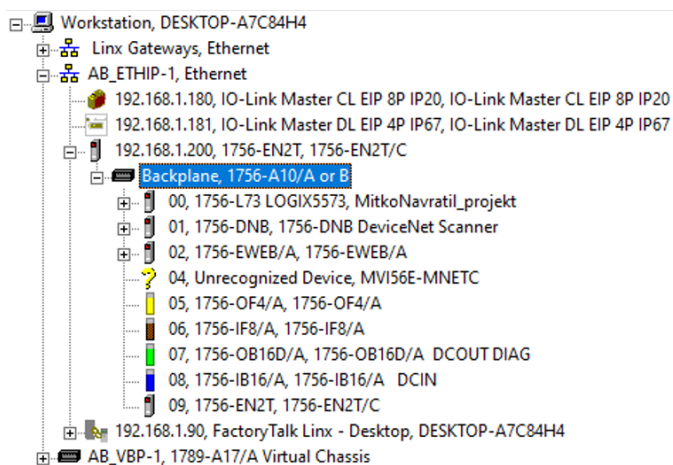 Workstation, DESKTOP-A7C84H4
Linx Gateways, Ethernet
AB_ETHIP-1, Ethernet
192.168.1.180, IO-Link Master CL EIP 8P IP20, IO-Link Master CL EIP 8P IP20
192.168.1.181, IO-Link Master DL EIP 4P IP67, IO-Link Master DL EIP 4P IP67
192.168.1.200, 1756-EN2T, 1756-EN2T/C
Backplane, 1756-A10/A or B
00, 1756-L73 LOGIX5573, MitkoNavratil_projekt
01, 1756-DNB, 1756-DNB DeviceNet Scanner
02, 1756-EWEB/A, 1756-EWEB/A
04, Unrecognized Device, MVI56E-MNETC
05, 1756-OF4/A, 1756-OF4/A
06, 1756-IF8/A, 1756-IF8/A
07, 1756-OB16D/A, 1756-OB16D/A  DCOUT DIAG
08, 1756-IB16/A, 1756-IB16/A   DCIN
09, 1756-EN2T, 1756-EN2T/C
192.168.1.90, FactoryTalk Linx - Desktop, DESKTOP-A7C84H4
AB_VBP-1, 1789-A17/A Virtual Chassis